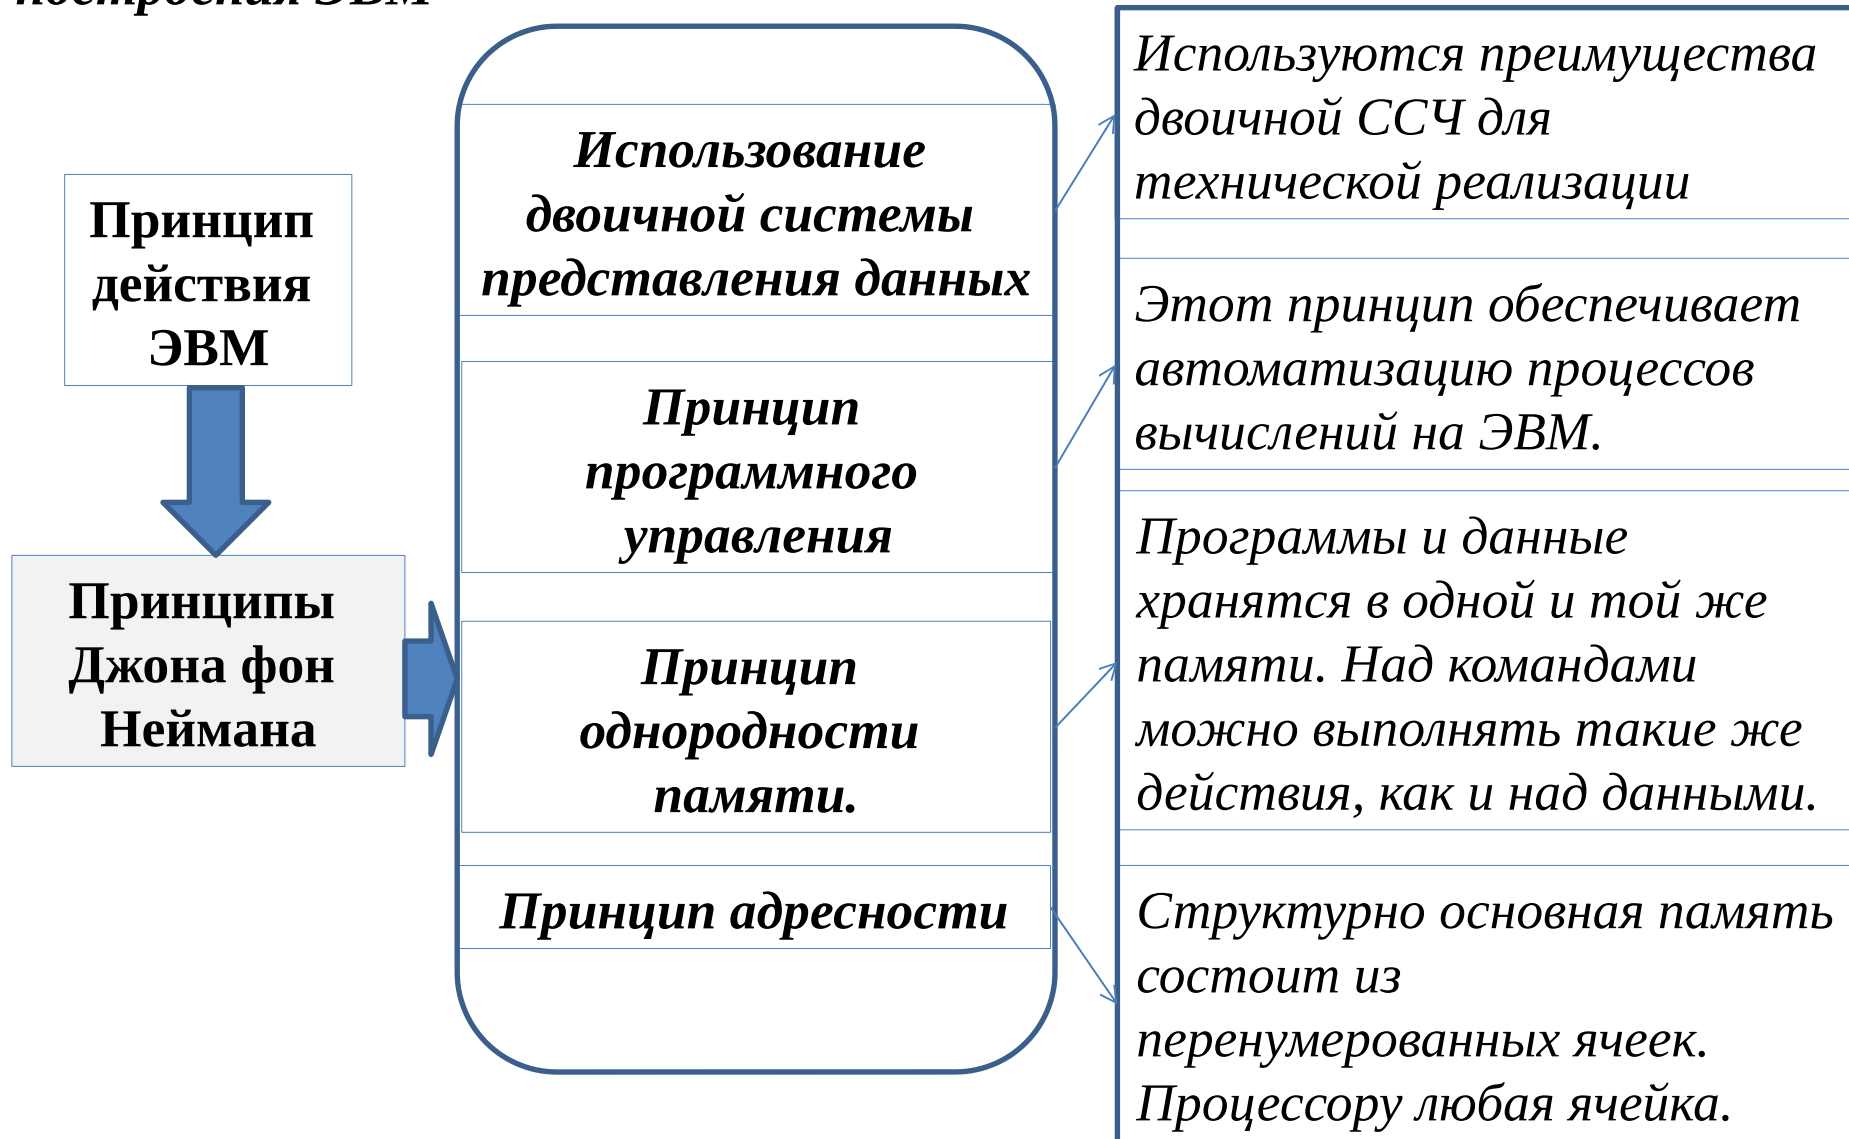 построения ЭВМ
Принцип
действия
ЭВМ
Принципы
Джона фон
Неймана
Использование
двоичной системы
представления данных
Принцип
программного
управления
Принцип
однородности
памяти.
Принцип адресности
Используются преимущества
двоичной ССЧ для
технической реализации
Этот принцип обеспечивает
автоматизацию процессов
вычислений на ЭВМ.
Программы и данные
хранятся в одной и той же
памяти. Над командами
можно выполнять такие же
действия, как и над данными.
Структурно основная память
состоит из
перенумерованных ячеек.
Процессору любая ячейка.